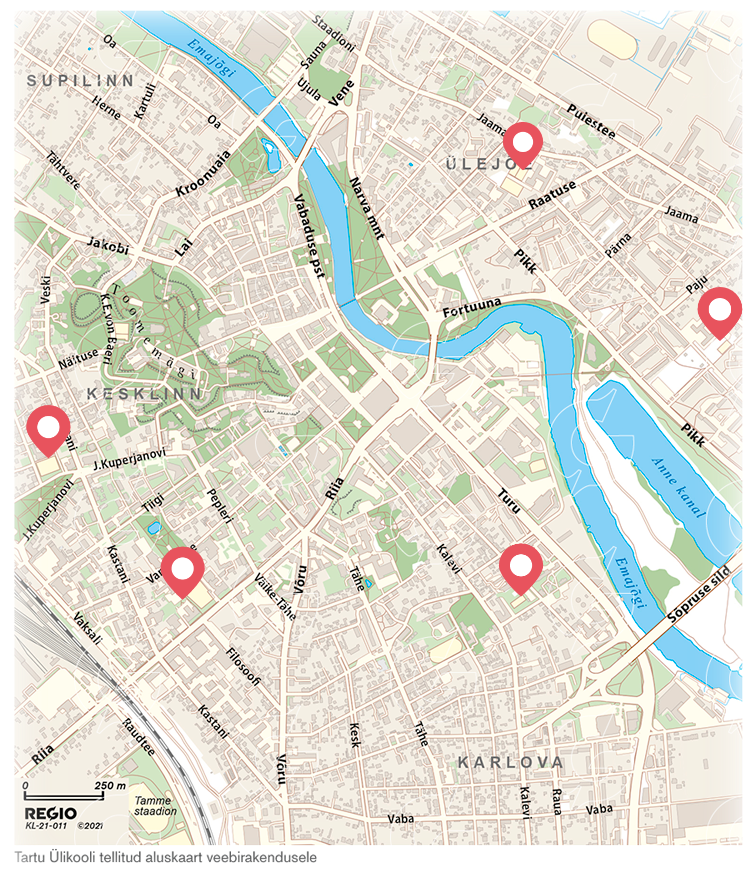 Oa
Emajõgi
Staadioni
Sauna
SUPILINN
Kartuli
Herne
Ujula
Vene
Oa
Puiestee
Jaama
Tähtvere
Kroonuaia
ÜLEJOE
Narva mnt
Raatuse
Jaama
Vabaduse pst
Jakobi
Lai
Pärna
Pikk
Veski
Toomemägi
K.E.von Baeri
Paju
Fortuuna
Näituse
KESKLINN
Pikk
J.Kuperjanovi
Anne kanal
J.Kuperjanovi
Tiigi
Pepleri
Riia
Turu
Kastani
Kalevi
Võru
Tähe
Väike-Tähe
Emajõgi
Sõpruse sild
Vaksali
Filosoofi
Kastani
Raudtee
Riia
Kesk
Tähe
KARLOVA
Võru
0 250 m
Kalevi
Raua
Vaba
Vaba
Tamme
staadion
REGIO
KL-21-011 ©2021
Tartu Ülikooli tellitud aluskaart veebirakendusele